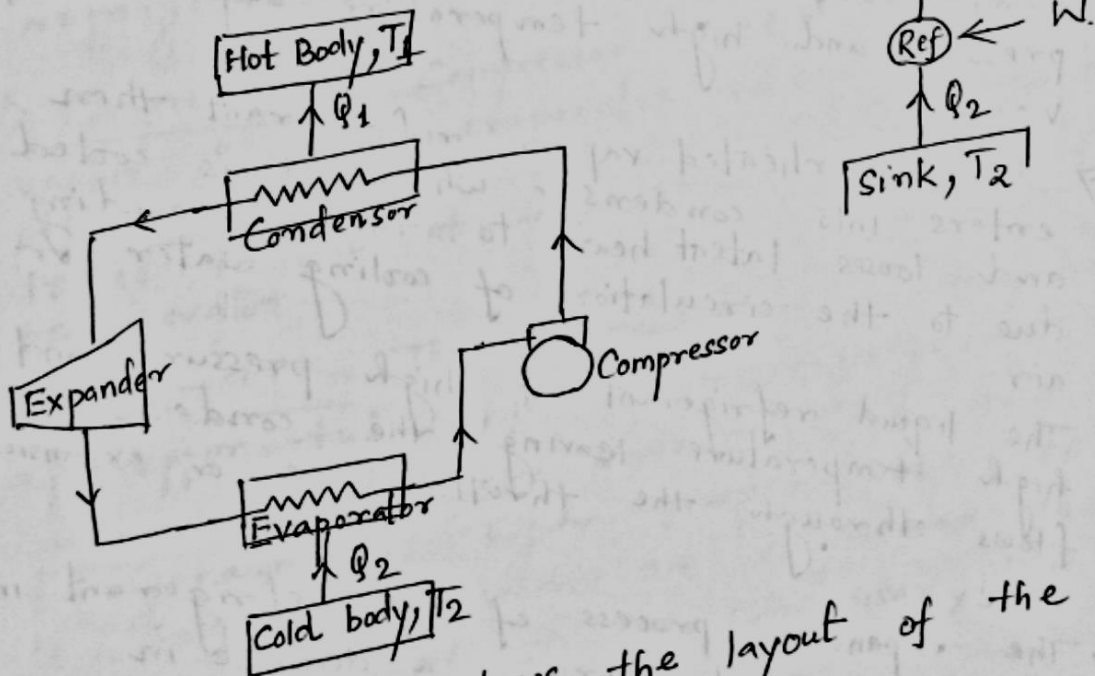 Hot Body, T1
Q1
Condensor
Expander
Compressor
Evaporator
Q2
Cold body, T2
Ref
W
Q2
Sink, T2
the layout of the